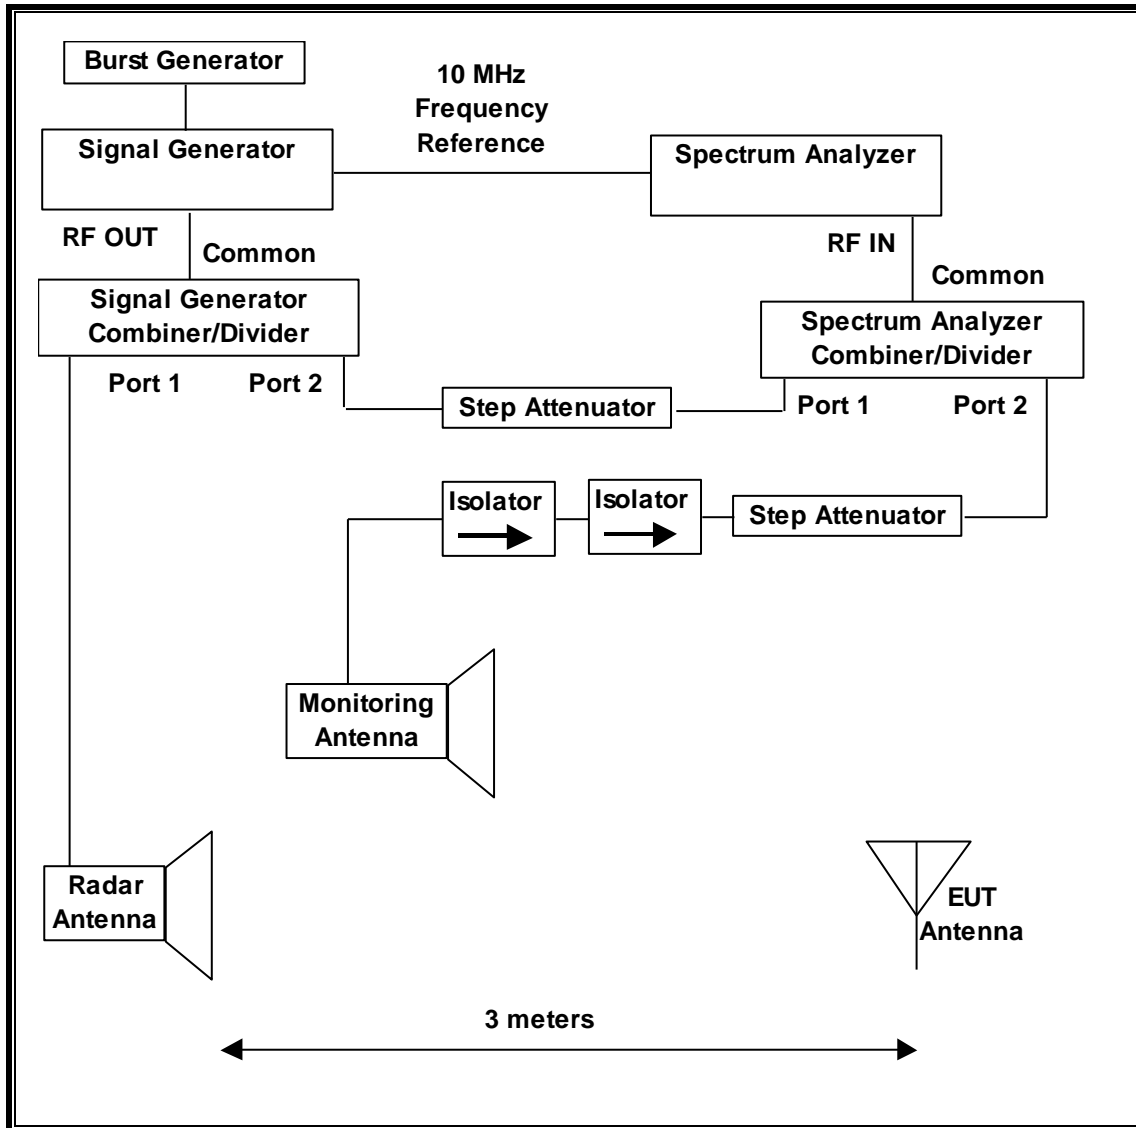 Burst Generator
10 MHz
Frequency
Reference
Signal Generator
Spectrum Analyzer
RF OUT
Common
RF IN
Common
Signal Generator
Combiner/Divider
Spectrum Analyzer
Combiner/Divider
Port 1
Port 2
Step Attenuator
Port 1
Port 2
Isolator
Isolator
Step Attenuator
Monitoring
Antenna
Radar
Antenna
EUT
Antenna
3 meters